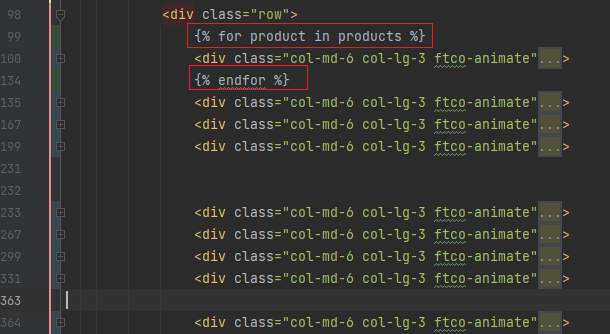 98 <div class="row">
99 {% for product in products %}
100 <div class="col-md-6 col-lg-3 ftco-animate"...>
134 {% endfor %}
135 <div class="col-md-6 col-lg-3 ftco-animate"...>
167 <div class="col-md-6 col-lg-3 ftco-animate"...>
199 <div class="col-md-6 col-lg-3 ftco-animate"...>
231
232
233 <div class="col-md-6 col-lg-3 ftco-animate"...>
267 <div class="col-md-6 col-lg-3 ftco-animate"...>
299 <div class="col-md-6 col-lg-3 ftco-animate"...>
331 <div class="col-md-6 col-lg-3 ftco-animate"...>
363
364 <div class="col-md-6 col-lg-3 ftco-animate"...>